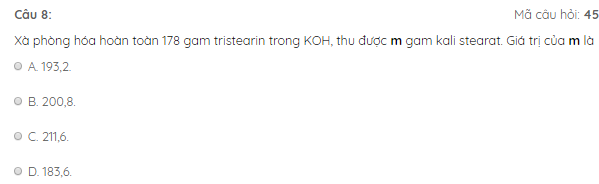 Câu 8: Mã câu hỏi: 45
Xà phòng hóa hoàn toàn 178 gam tristearin trong KOH, thu được m gam kali stearat. Giá trị của m là
A. 193,2.
B. 200,8.
C. 211,6.
D. 183,6.